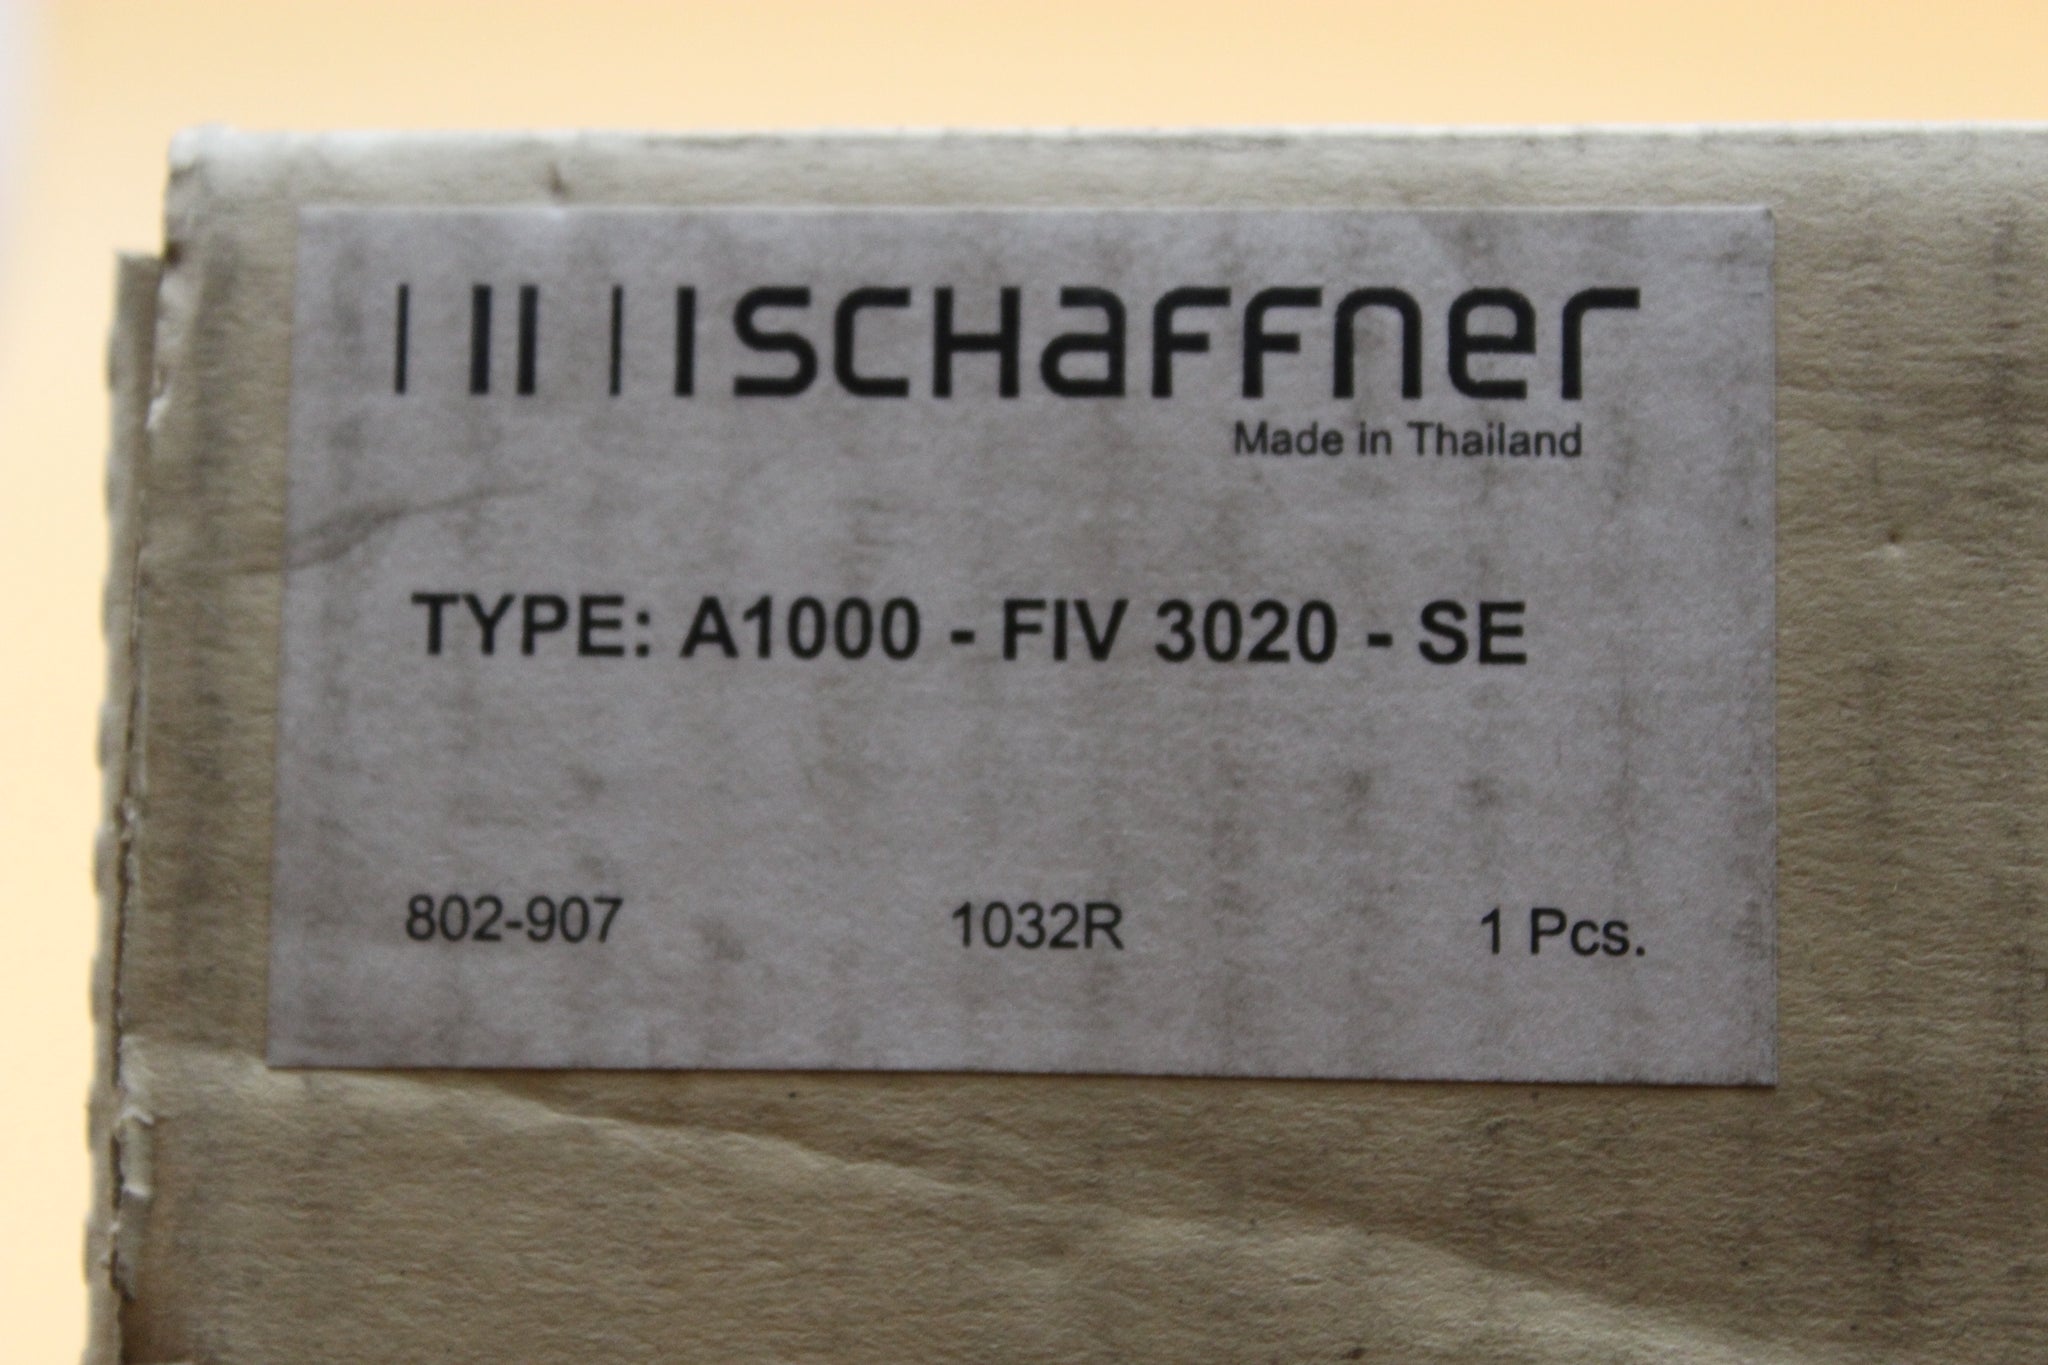 SCHaFFner
Made in Thailand
TYPE: A1000 - FIV 3020 - SE
802-907 1032R 1 Pcs.